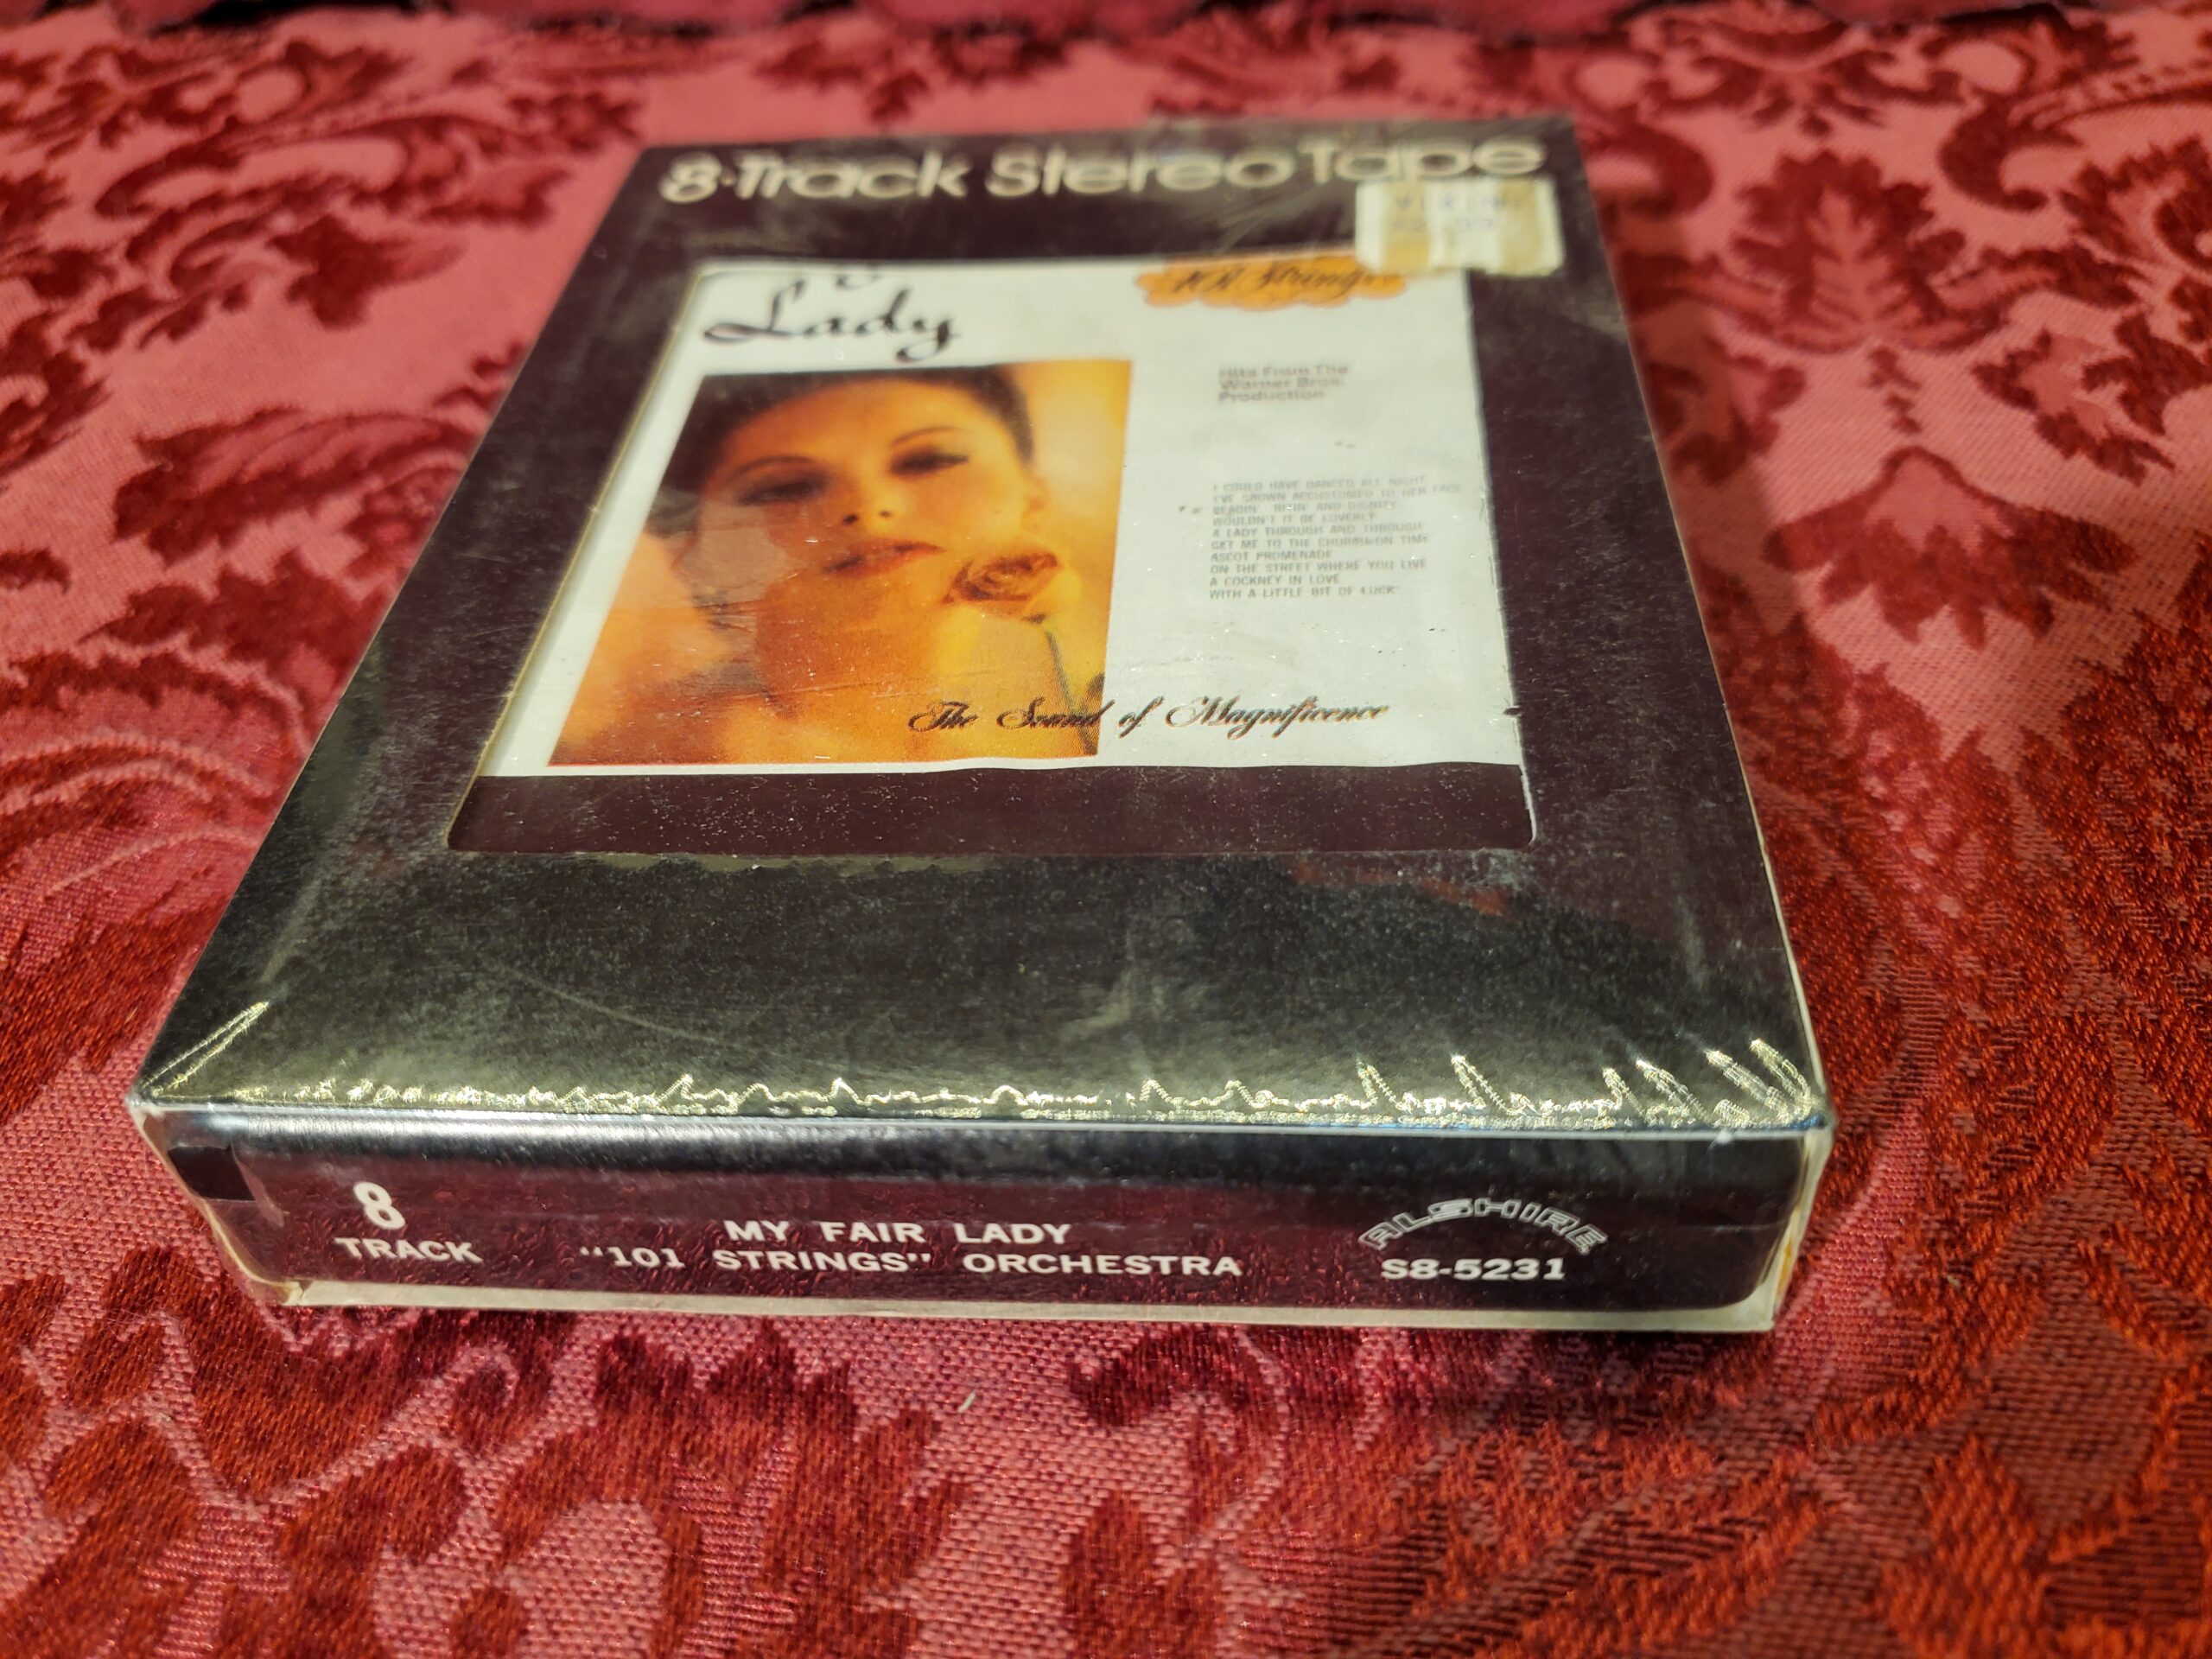 8·Track Stereo Tape
Lady
101 Strings
Hits From The
Warner Bros.
Production
I COULD HAVE DANCED ALL NIGHT
I'VE GROWN ACCUSTOMED TO HER FACE
AND DIGNITY
WOULDN'T IT BE LOVERLY
A LADY THROUGH AND THROUGH
GET ME TO THE CHURCH ON TIME
ASCOT PROMENADE
ON THE STREET WHERE YOU LIVE
A COCKNEY IN LOVE
WITH A LITTLE BIT OF LUCK
The Sound of Magnificence
8
TRACK
MY FAIR LADY
"101 STRINGS" ORCHESTRA
ALSHIRE
S8-5231